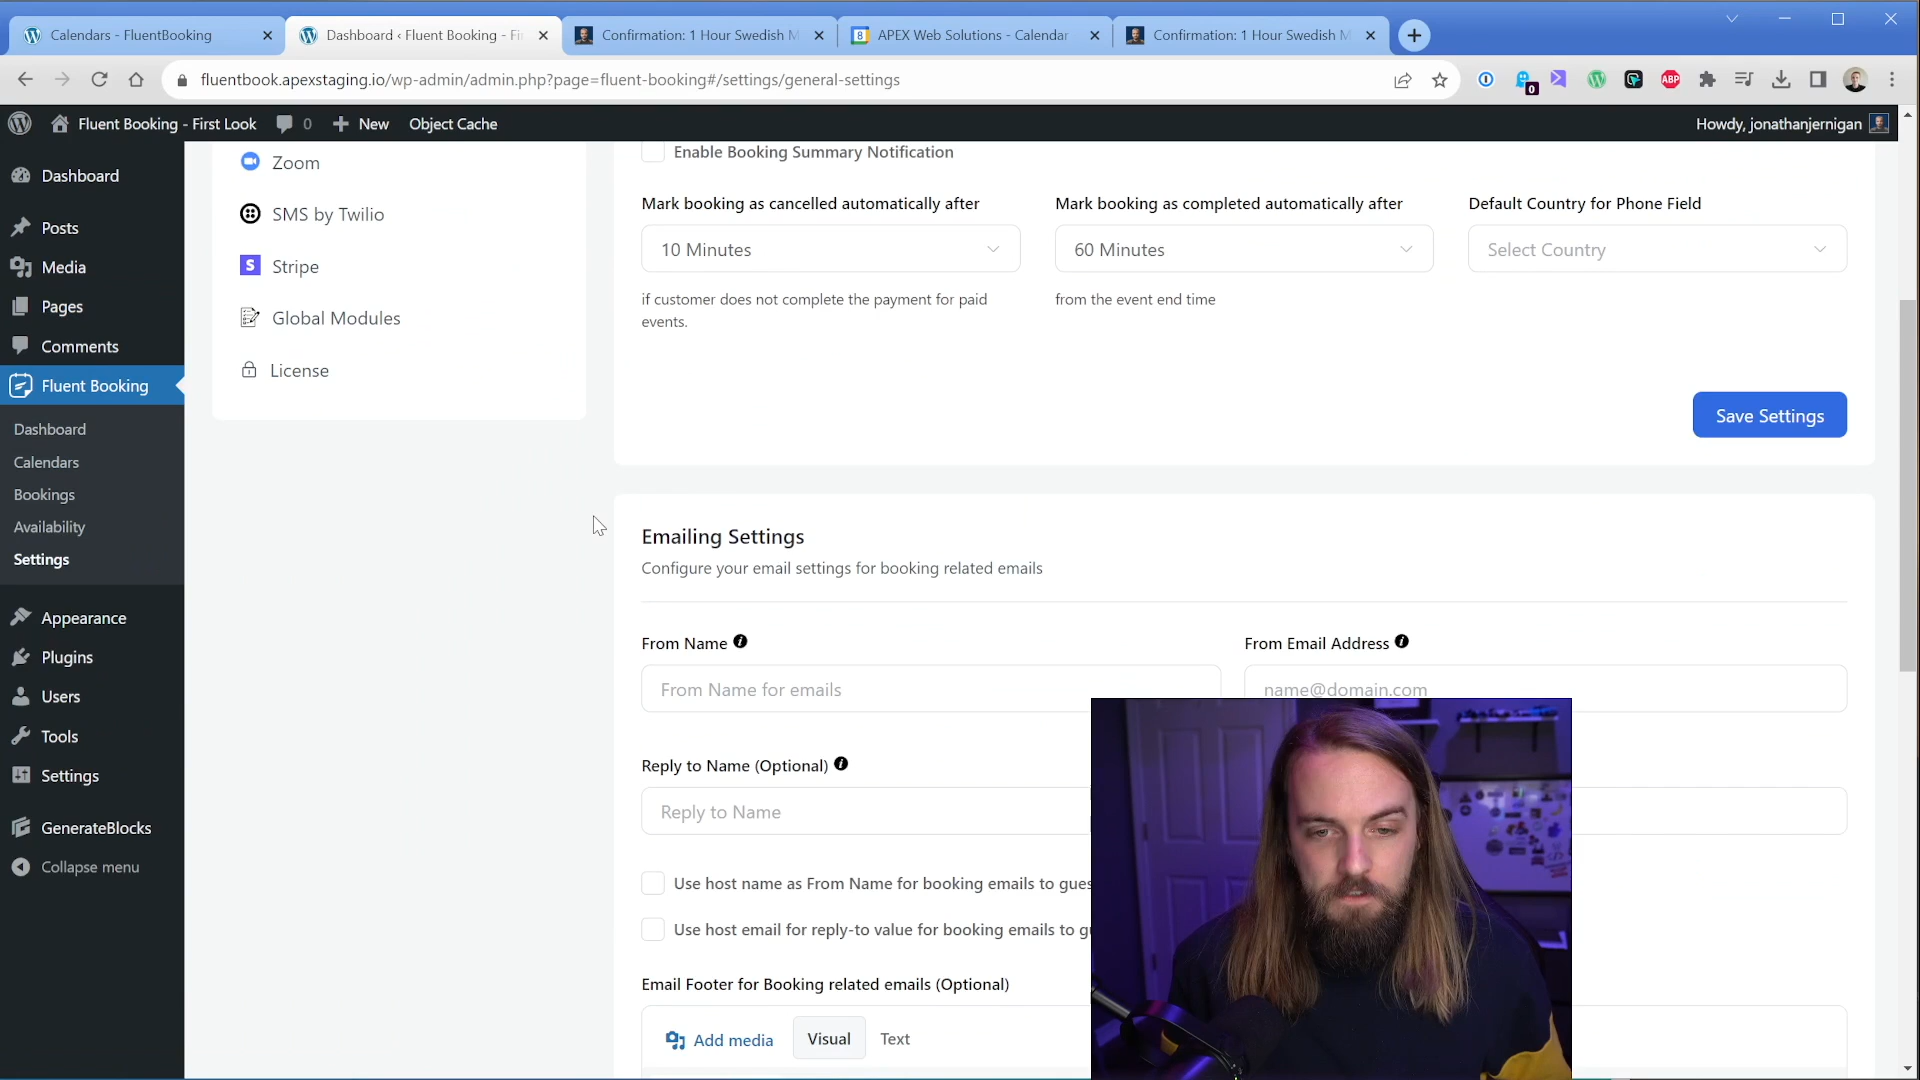 Calendars - FluentBooking
Dashboard ‹ Fluent Booking - Fi
Confirmation: 1 Hour Swedish M
APEX Web Solutions - Calendar
Confirmation: 1 Hour Swedish M
fluentbook.apexstaging.io/wp-admin/admin.php?page=fluent-booking#/settings/general-settings
0
ABP
Fluent Booking - First Look
0
New
Object Cache
Howdy, jonathanjernigan
Dashboard
Posts
Media
Pages
Comments
Fluent Booking
Dashboard
Calendars
Bookings
Availability
Settings
Appearance
Plugins
Users
Tools
Settings
GenerateBlocks
Collapse menu
Zoom
SMS by Twilio
S Stripe
Global Modules
License
Enable Booking Summary Notification
Mark booking as cancelled automatically after
10 Minutes
if customer does not complete the payment for paid
events.
Mark booking as completed automatically after
60 Minutes
from the event end time
Default Country for Phone Field
Select Country
Save Settings
Emailing Settings
Configure your email settings for booking related emails
From Name
From Name for emails
From Email Address
name@domain.com
Reply to Name (Optional)
Reply to Name
Use host name as From Name for booking emails to gues
Use host email for reply-to value for booking emails to g
Email Footer for Booking related emails (Optional)
Add media
Visual
Text